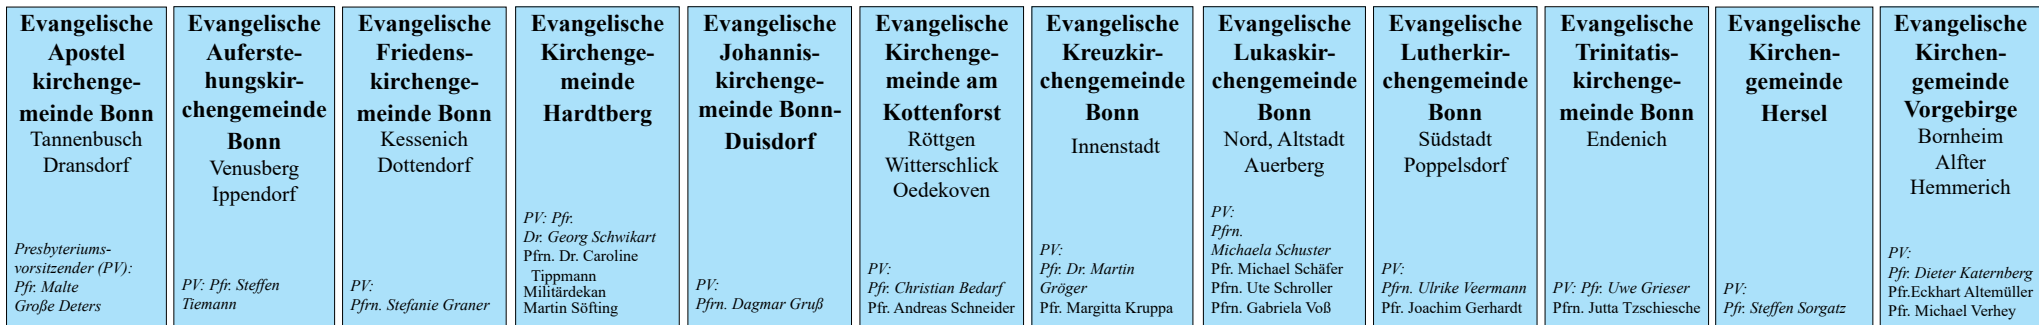 Evangelische
Apostel
kirchenge-
meinde Bonn
Tannenbusch
Dransdorf
Presbyteriums-
vorsitzender (PV):
Pfr. Malte
Große Deters
Evangelische
Auferste-
hungskir-
chengemeinde
Bonn
Venusberg
Ippendorf
PV: Pfr. Steffen
Tiemann
Evangelische
Friedens-
kirchenge-
meinde Bonn
Kessenich
Dottendorf
PV:
Pfrn. Stefanie Graner
Evangelische
Kirchenge-
meinde
Hardtberg
PV: Pfr.
Dr. Georg Schwikart
Pfrn. Dr. Caroline
Tippmann
Militärdekan
Martin Söfting
Evangelische
Johannis-
kirchenge-
meinde Bonn-
Duisdorf
PV:
Pfrn. Dagmar Gruß
Evangelische
Kirchenge-
meinde am
Kottenforst
Röttgen
Witterschlick
Oedekoven
PV:
Pfr. Christian Bedarf
Pfr. Andreas Schneider
Evangelische
Kreuzkir-
chengemeinde
Bonn
Innenstadt
PV:
Pfr. Dr. Martin
Gröger
Pfr. Margitta Kruppa
Evangelische
Lukaskir-
chengemeinde
Bonn
Nord, Altstadt
Auerberg
PV:
Pfrn.
Michaela Schuster
Pfr. Michael Schäfer
Pfrn. Ute Schroller
Pfrn. Gabriela Voß
Evangelische
Lutherkir-
chengemeinde
Bonn
Südstadt
Poppelsdorf
PV:
Pfrn. Ulrike Veermann
Pfr. Joachim Gerhardt
Evangelische
Trinitatis-
kirchenge-
meinde Bonn
Endenich
PV: Pfr. Uwe Grieser
Pfrn. Jutta Tzschiesche
Evangelische
Kirchen-
gemeinde
Hersel
PV:
Pfr. Steffen Sorgatz
Evangelische
Kirchen-
gemeinde
Vorgebirge
Bornheim
Alfter
Hemmerich
PV:
Pfr. Dieter Katernberg
Pfr.Eckhart Altemüller
Pfr. Michael Verhey